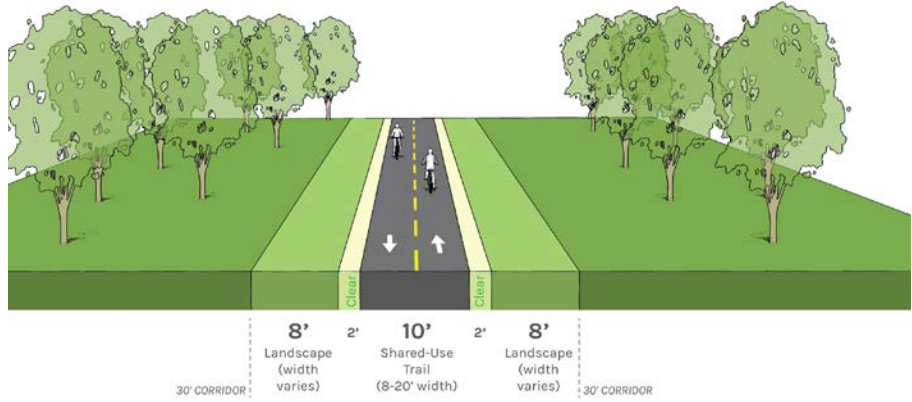 Clear
Clear
8'
2'
10'
2'
8'
Landscape
(width
varies)
Shared-Use
Trail
(8-20' width)
Landscape
(width
varies)
30' CORRIDOR
30' CORRIDOR